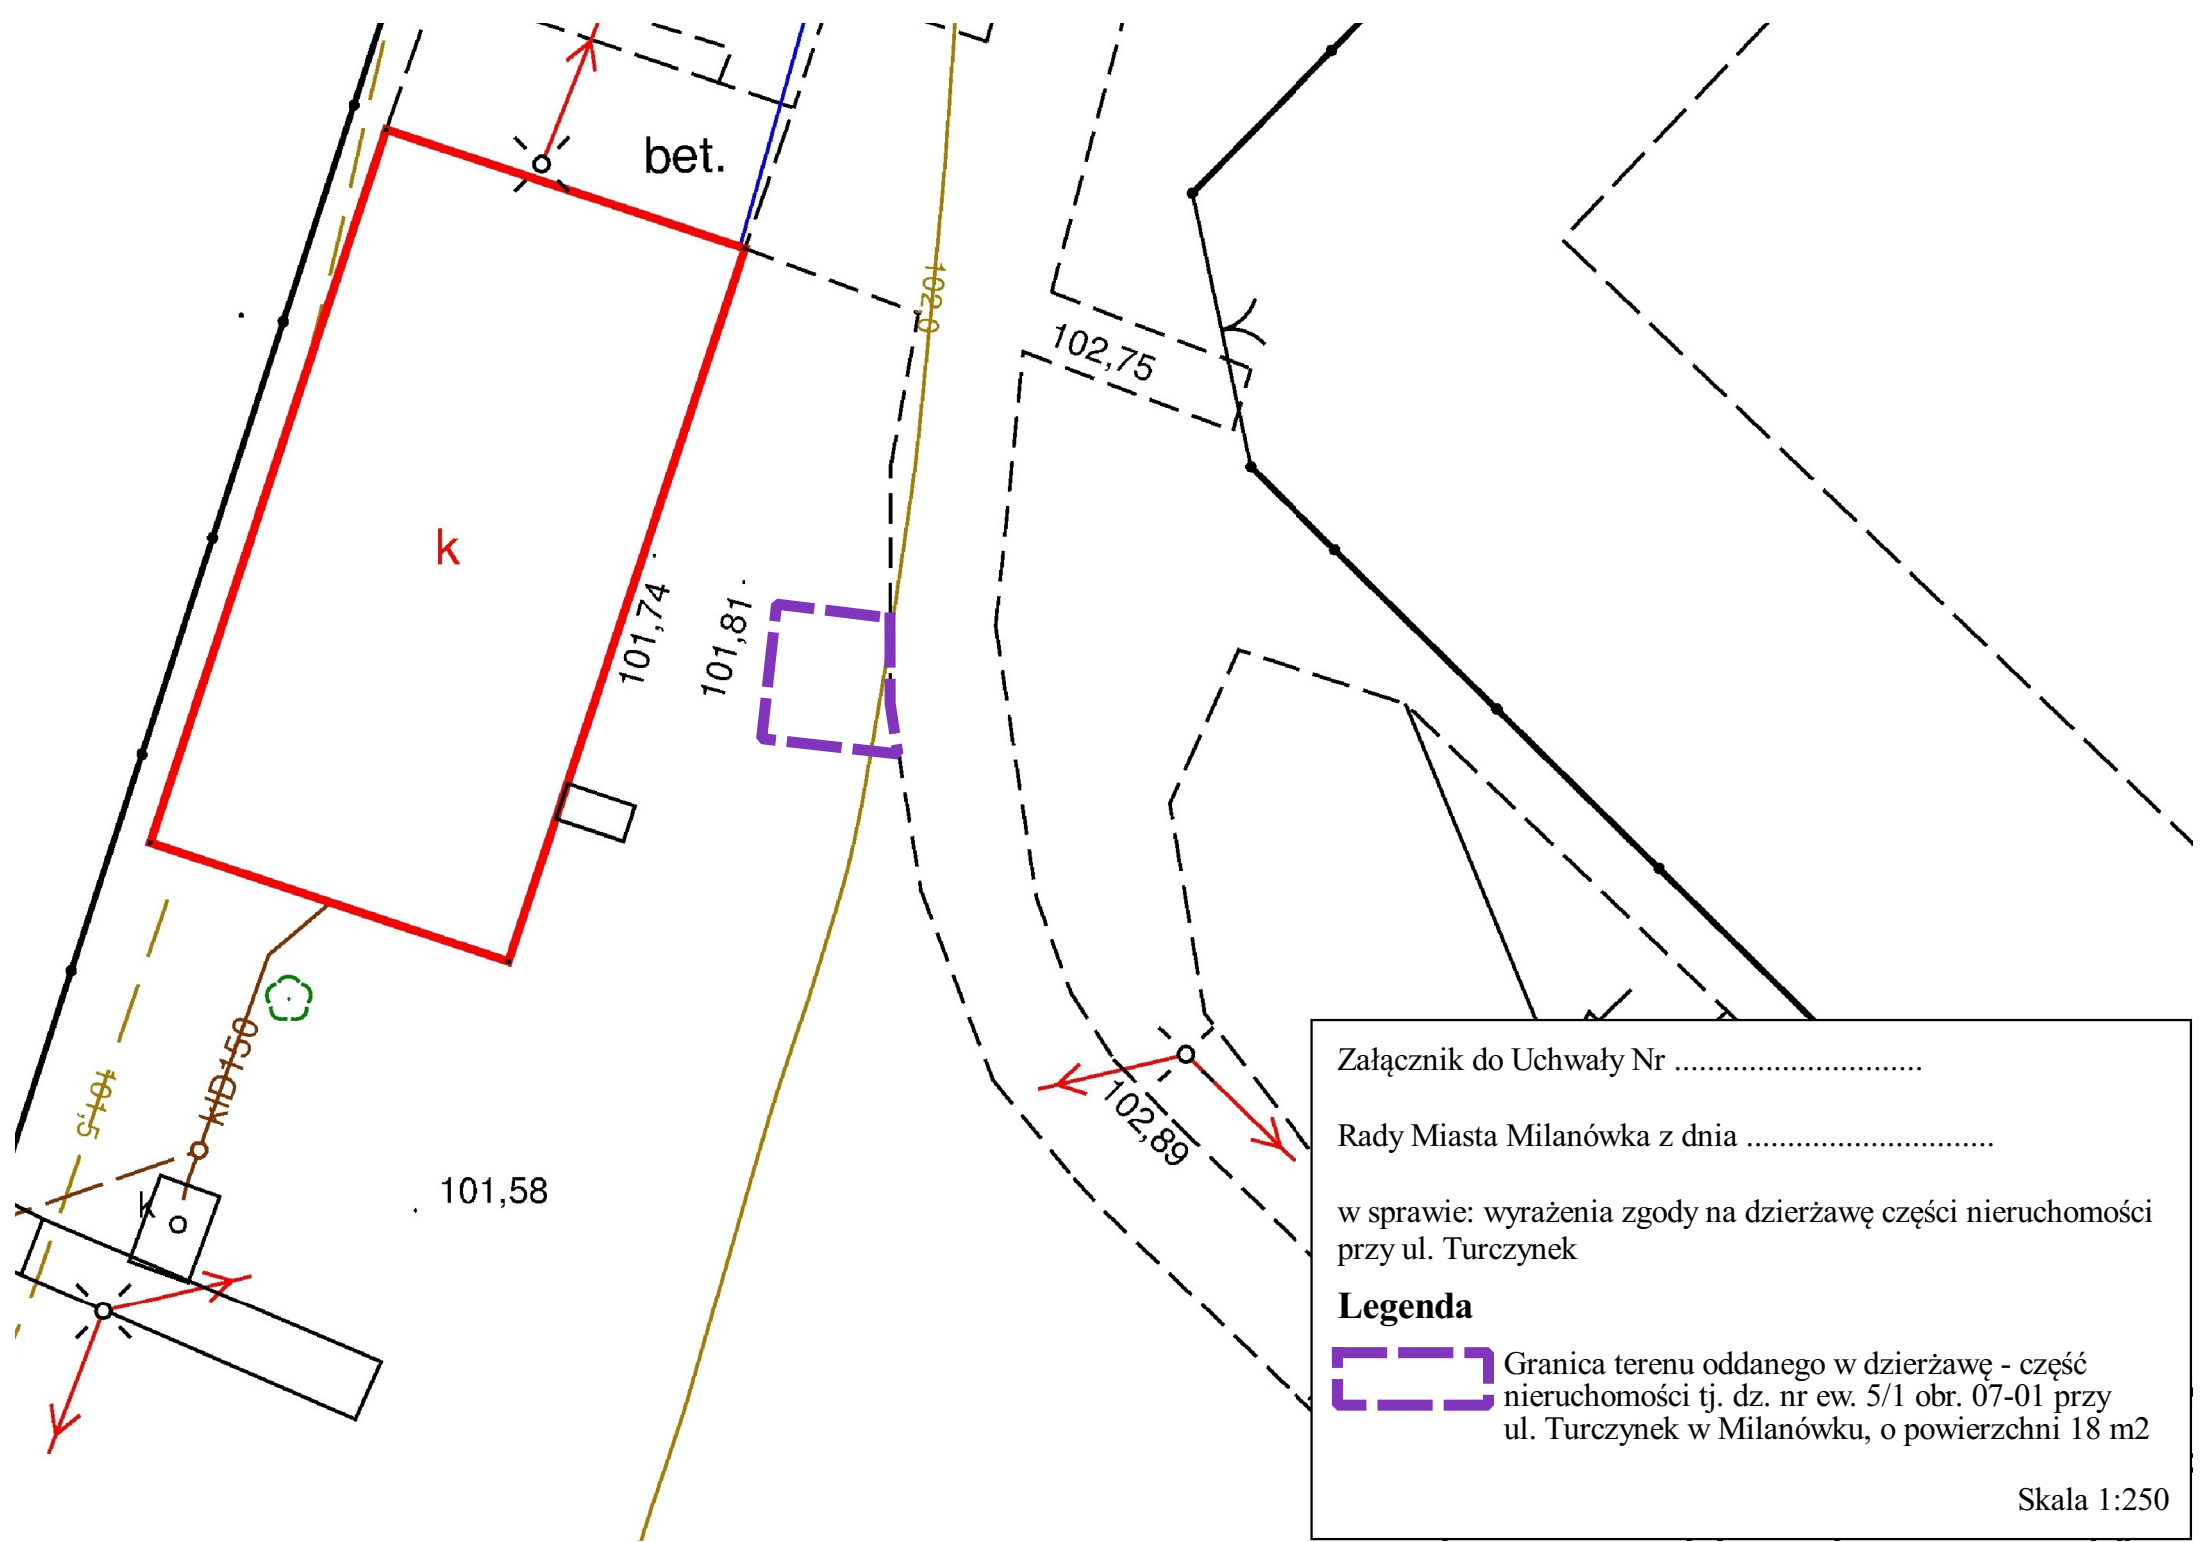 bet.
102,0
102,75
k
101,74
101,81
kID150
101,5
k
101,58
102,89
Załącznik do Uchwały Nr ..............................
Rady Miasta Milanówka z dnia ..............................
w sprawie: wyrażenia zgody na dzierżawę części nieruchomości
przy ul. Turczynek
Legenda
Granica terenu oddanego w dzierżawę - część
nieruchomości tj. dz. nr ew. 5/1 obr. 07-01 przy
ul. Turczynek w Milanówku, o powierzchni 18 m2
Skala 1:250